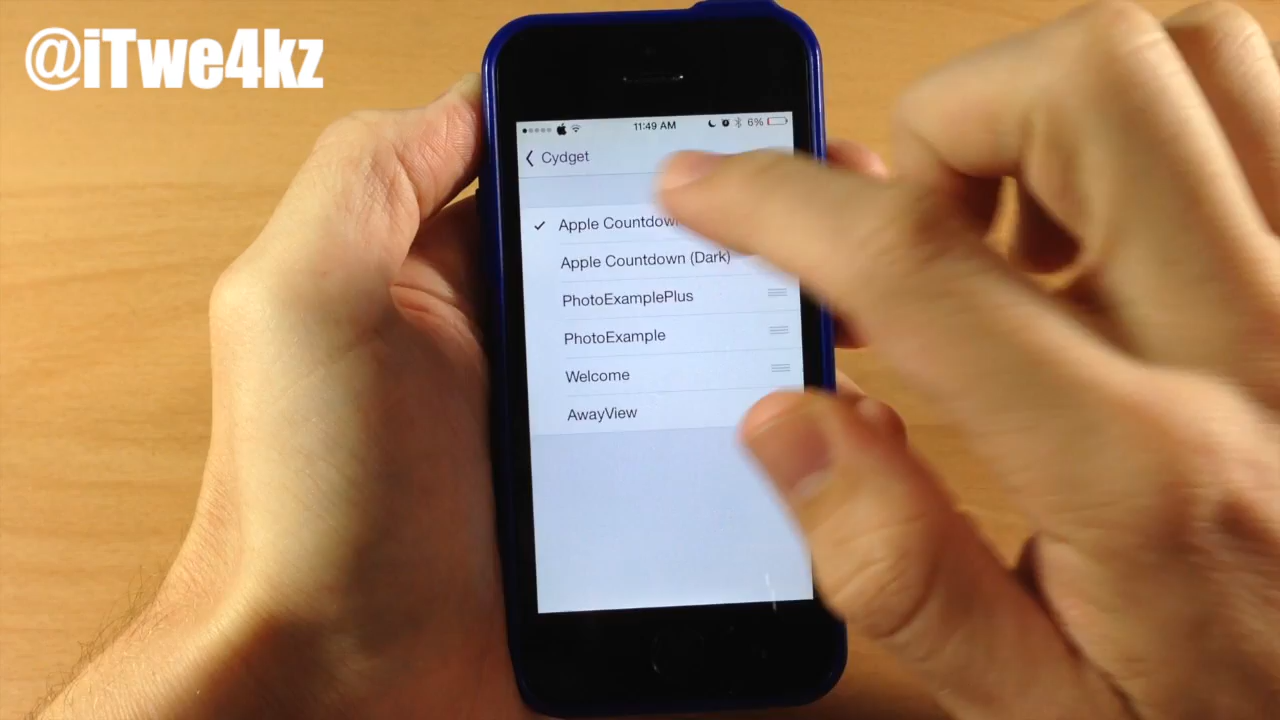 @iTwe4kz
11:49 AM
6%
Cydget
Apple Countdown
Apple Countdown (Dark)
PhotoExamplePlus
PhotoExample
Welcome
AwayView